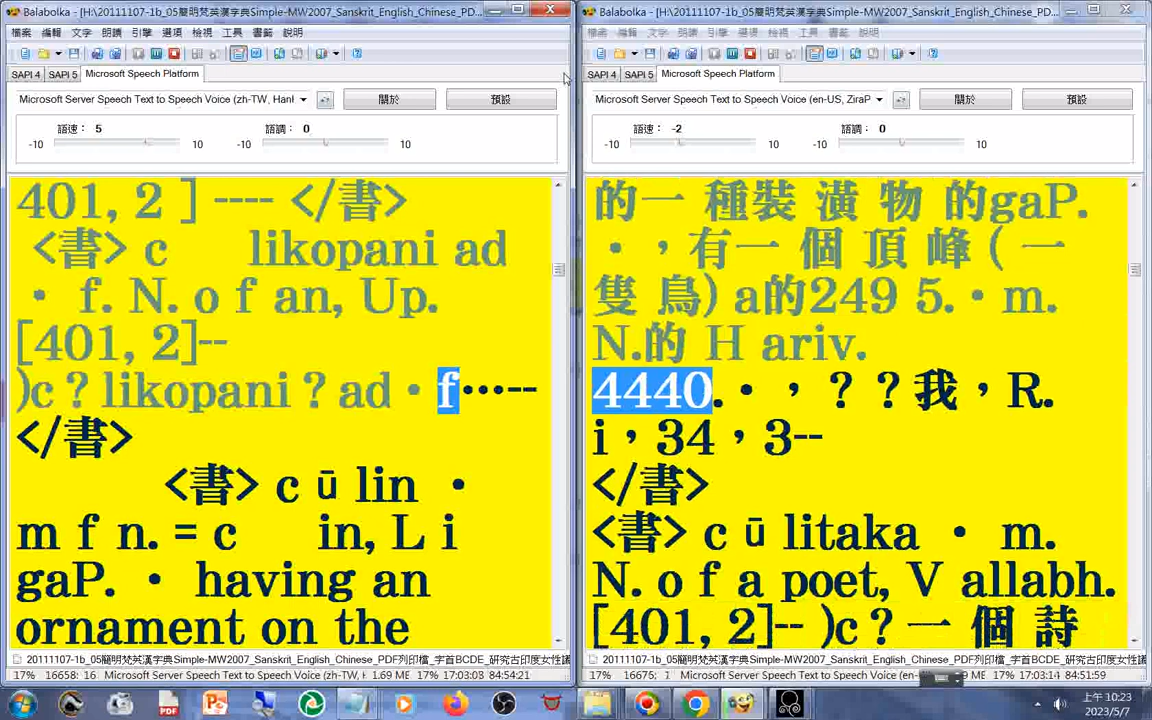 Balabolka - [H:\20111107-1b_05簡明梵英漢字典Simple-MW2007_Sanskrit_English_Chinese_PD...
檔案 編輯 文字 朗讀 引擎 選項 檢視 工具 書籤 說明
SAPI 4 SAPI 5 Microsoft Speech Platform
Microsoft Server Speech Text to Speech Voice (zh-TW, Hanl 關於 預設
語速： 5 語調： 0
-10 10 -10 10
401, 2 ] ---- </書>
<書> c likopani ad
· f. N. o f an, Up.
[401, 2]--
)c？likopani？ad·f···--
</書>
<書> c ū lin ·
m f n. = c in, L i
gaP. · having an
ornament on the
20111107-1b_05簡明梵英漢字典Simple-MW2007_Sanskrit_English_Chinese_PDF列印檔_字首BCDE_研究古印度女性議
17% 16658: 16 Microsoft Server Speech Text to Speech Voice (zh-TW, 1.69 ME 17% 17:03:03 84:54:21
Balabolka - [H:\20111107-1b_05簡明梵英漢字典Simple-MW2007_Sanskrit_English_Chinese_PD...
檔案 編輯 文字 朗讀 引擎 選項 檢視 工具 書籤 說明
SAPI 4 SAPI 5 Microsoft Speech Platform
Microsoft Server Speech Text to Speech Voice (en-US, ZiraP 關於 預設
語速： -2 語調： 0
-10 10 -10 10
的一 種裝 潢 物 的gaP.
·，有一 個 頂 峰 ( 一
隻 鳥) a的249 5.·m.
N.的 H ariv.
4440.·，？？我，R.
i，34，3--
</書>
<書> c ū litaka · m.
N. o f a poet, V allabh.
[401, 2]-- )c？一 個 詩
20111107-1b_05簡明梵英漢字典Simple-MW2007_Sanskrit_English_Chinese_PDF列印檔_字首BCDE_研究古印度女性議
17% 16675; 1 Microsoft Server Speech Text to Speech Voice (en-US, ME 17% 17:03:14 84:51:59
上午 10:23
2023/5/7